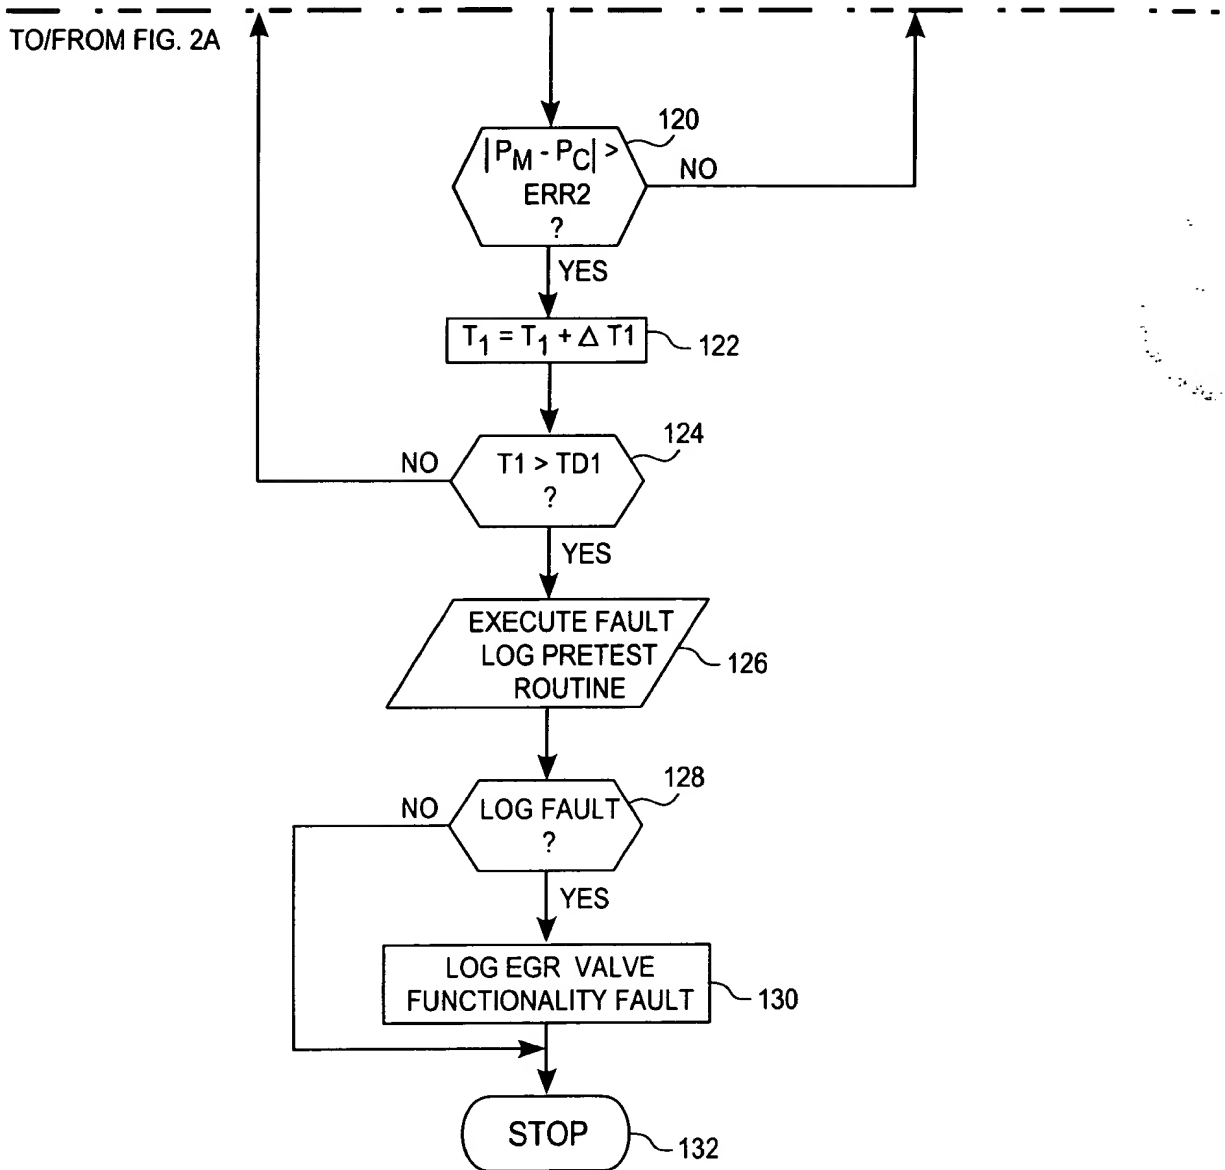 TO/FROM FIG. 2A
120
|PM - PC| >
ERR2
?
NO
YES
T1 = T1 + Δ T1
122
124
NO
T1 > TD1
?
YES
EXECUTE FAULT
LOG PRETEST
ROUTINE
126
128
NO
LOG FAULT
?
YES
LOG EGR VALVE
FUNCTIONALITY FAULT
130
STOP
132